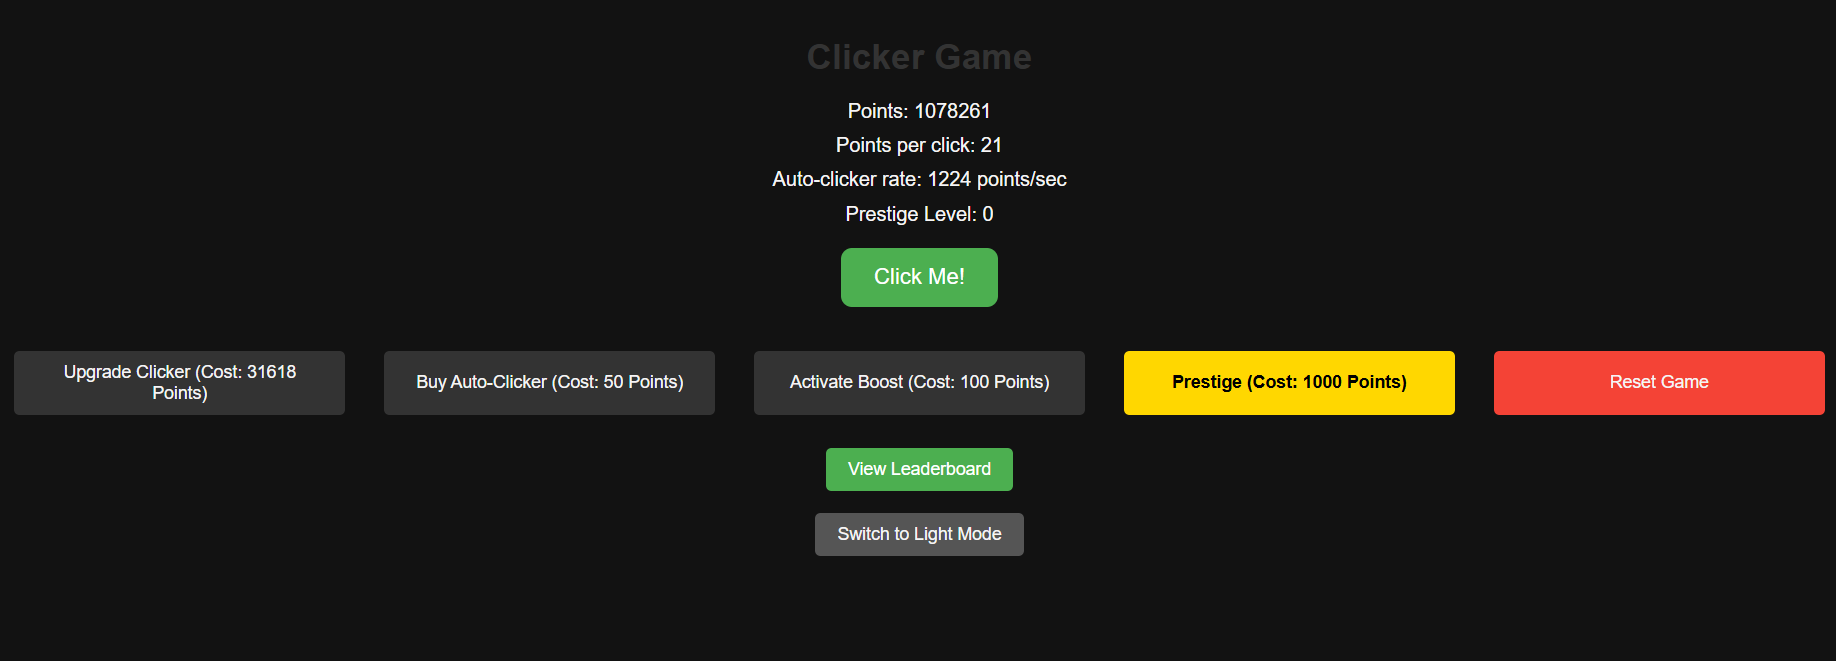 Clicker Game
Points: 1078261
Points per click: 21
Auto-clicker rate: 1224 points/sec
Prestige Level: 0
Click Me!
Upgrade Clicker (Cost: 31618
Points)
Buy Auto-Clicker (Cost: 50 Points)
Activate Boost (Cost: 100 Points)
Prestige (Cost: 1000 Points)
Reset Game
View Leaderboard
Switch to Light Mode